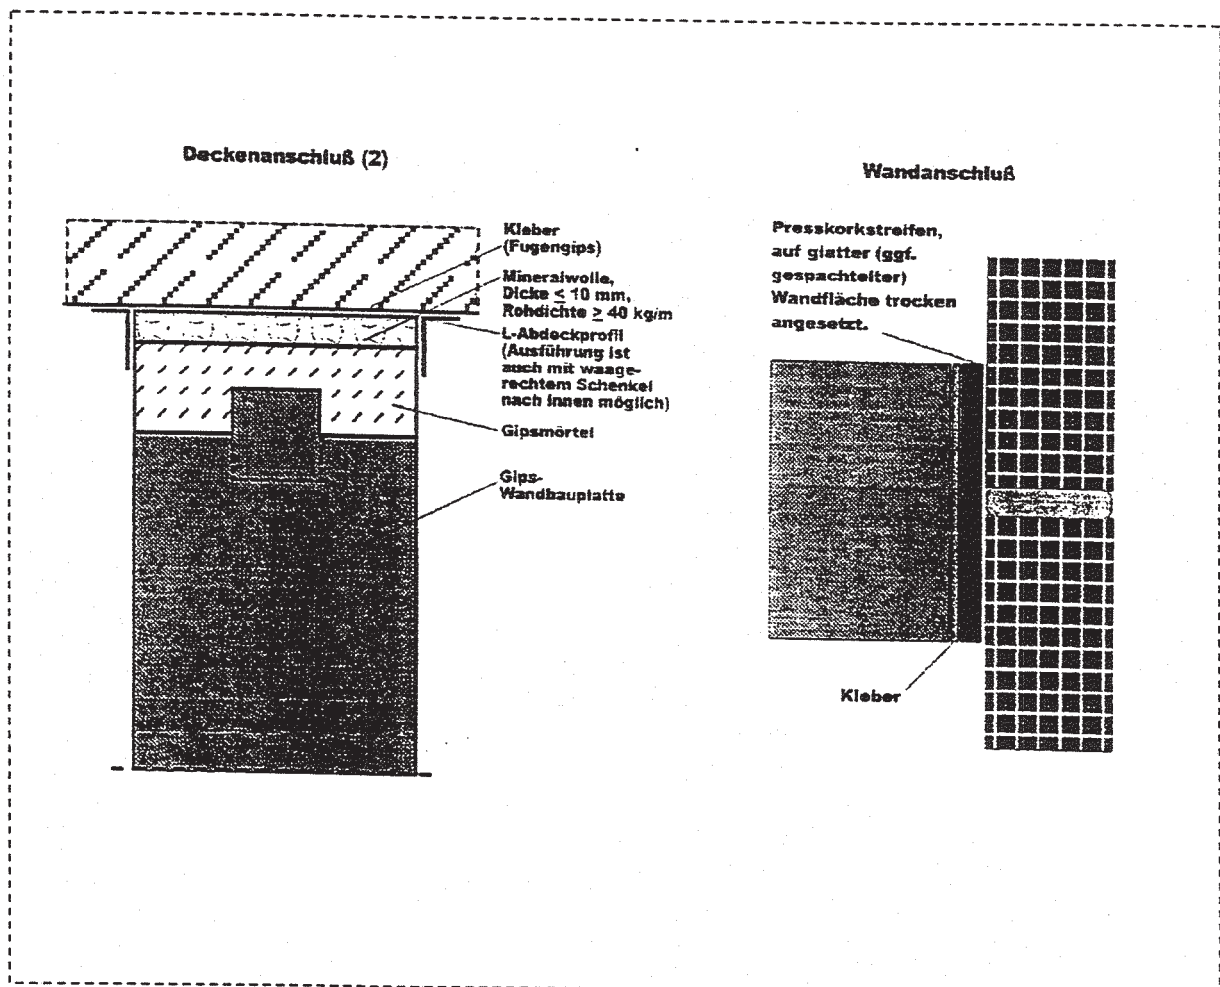 Deckenanschluß (2)
Kleber
(Fugengips)
Mineralwolle,
Dicke ≤ 10 mm,
Rohdichte ≥ 40 kg/m
L-Abdeckprofil
(Ausführung ist
auch mit waage-
rechtem Schenkel
nach innen möglich)
Gipsmörtel
Gips-
Wandbauplatte
Wandanschluß
Presskorkstreifen,
auf glatter (ggf.
gespachtelter)
Wandfläche trocken
angesetzt.
Kleber